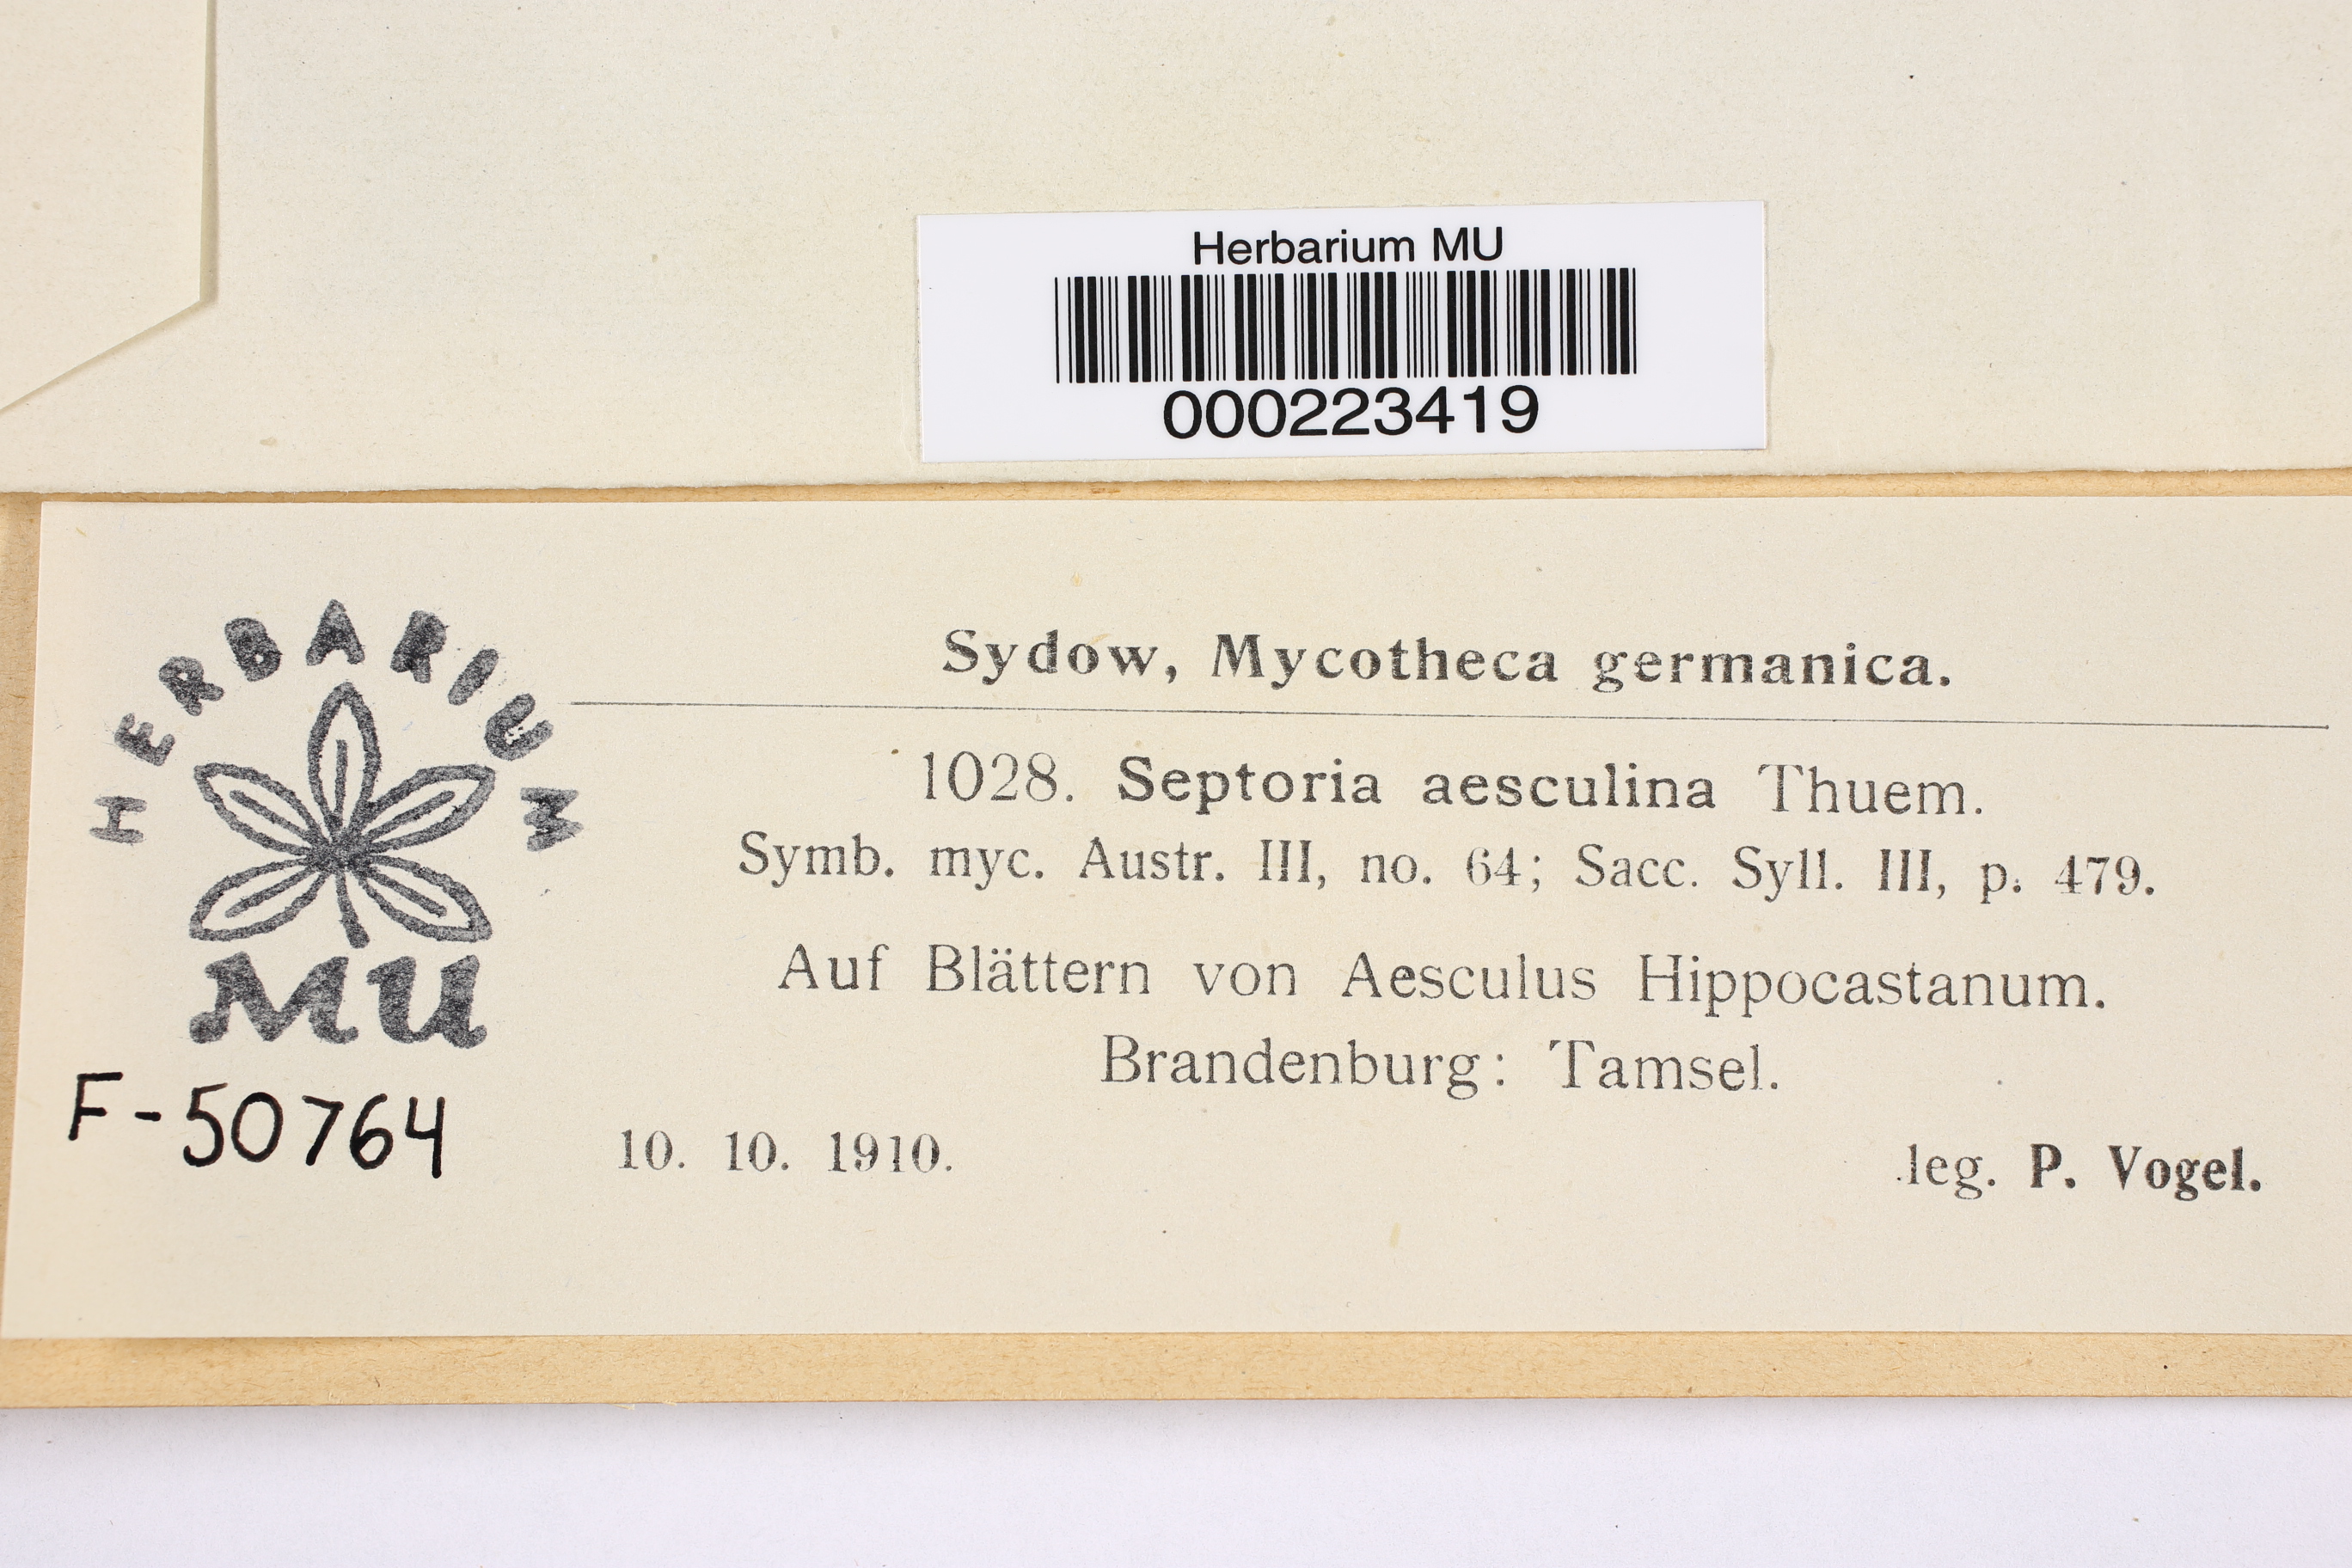 Herbarium MU
000223419
HERBARIUM
MU
F-50764
Sydow, Mycotheca germanica.
1028. Septoria aesculina Thuem.
Symb. myc. Austr. III, no. 64; Sacc. Syll. III, p. 479.
Auf Blättern von Aesculus Hippocastanum.
Brandenburg: Tamsel.
10. 10. 1910. leg. P. Vogel.